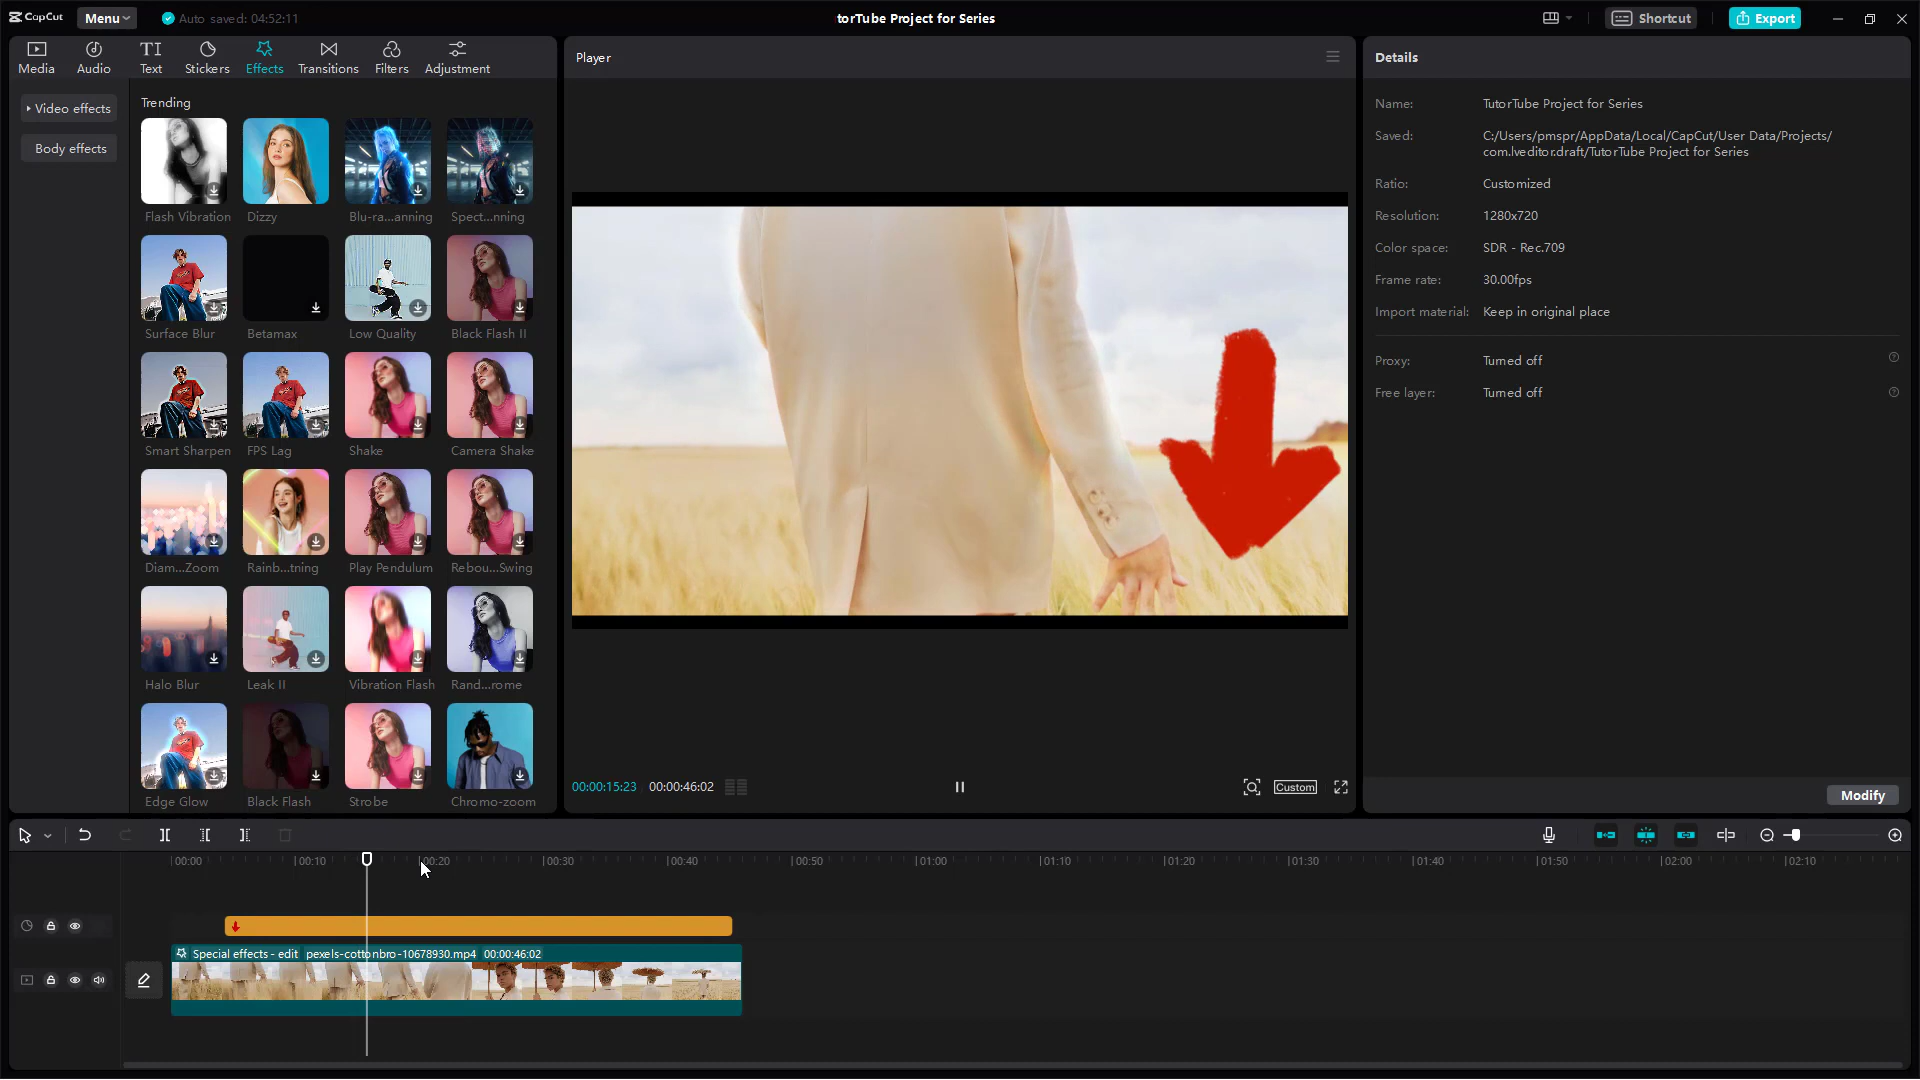 CapCut Menu Auto saved: 04:52:11 torTube Project for Series Shortcut Export
Media Audio Text Stickers Effects Transitions Filters Adjustment
Video effects
Body effects
Trending
Flash Vibration Dizzy Blu-ra...anning Spect...nning
Surface Blur Betamax Low Quality Black Flash II
Smart Sharpen FPS Lag Shake Camera Shake
Diam...Zoom Rainb...tning Play Pendulum Rebou...Swing
Halo Blur Leak II Vibration Flash Rand...rome
Edge Glow Black Flash Strobe Chromo-zoom
Player
00:00:15:23 00:00:46:02 Custom
Details
Name: TutorTube Project for Series
Saved: C:/Users/pmspr/AppData/Local/CapCut/User Data/Projects/
com.lveditor.draft/TutorTube Project for Series
Ratio: Customized
Resolution: 1280x720
Color space: SDR - Rec.709
Frame rate: 30.00fps
Import material: Keep in original place
Proxy: Turned off
Free layer: Turned off
Modify
00:00 00:10 00:20 00:30 00:40 00:50 01:00 01:10 01:20 01:30 01:40 01:50 02:00 02:10
Special effects - edit pexels-cottonbro-10678930.mp4 00:00:46:02